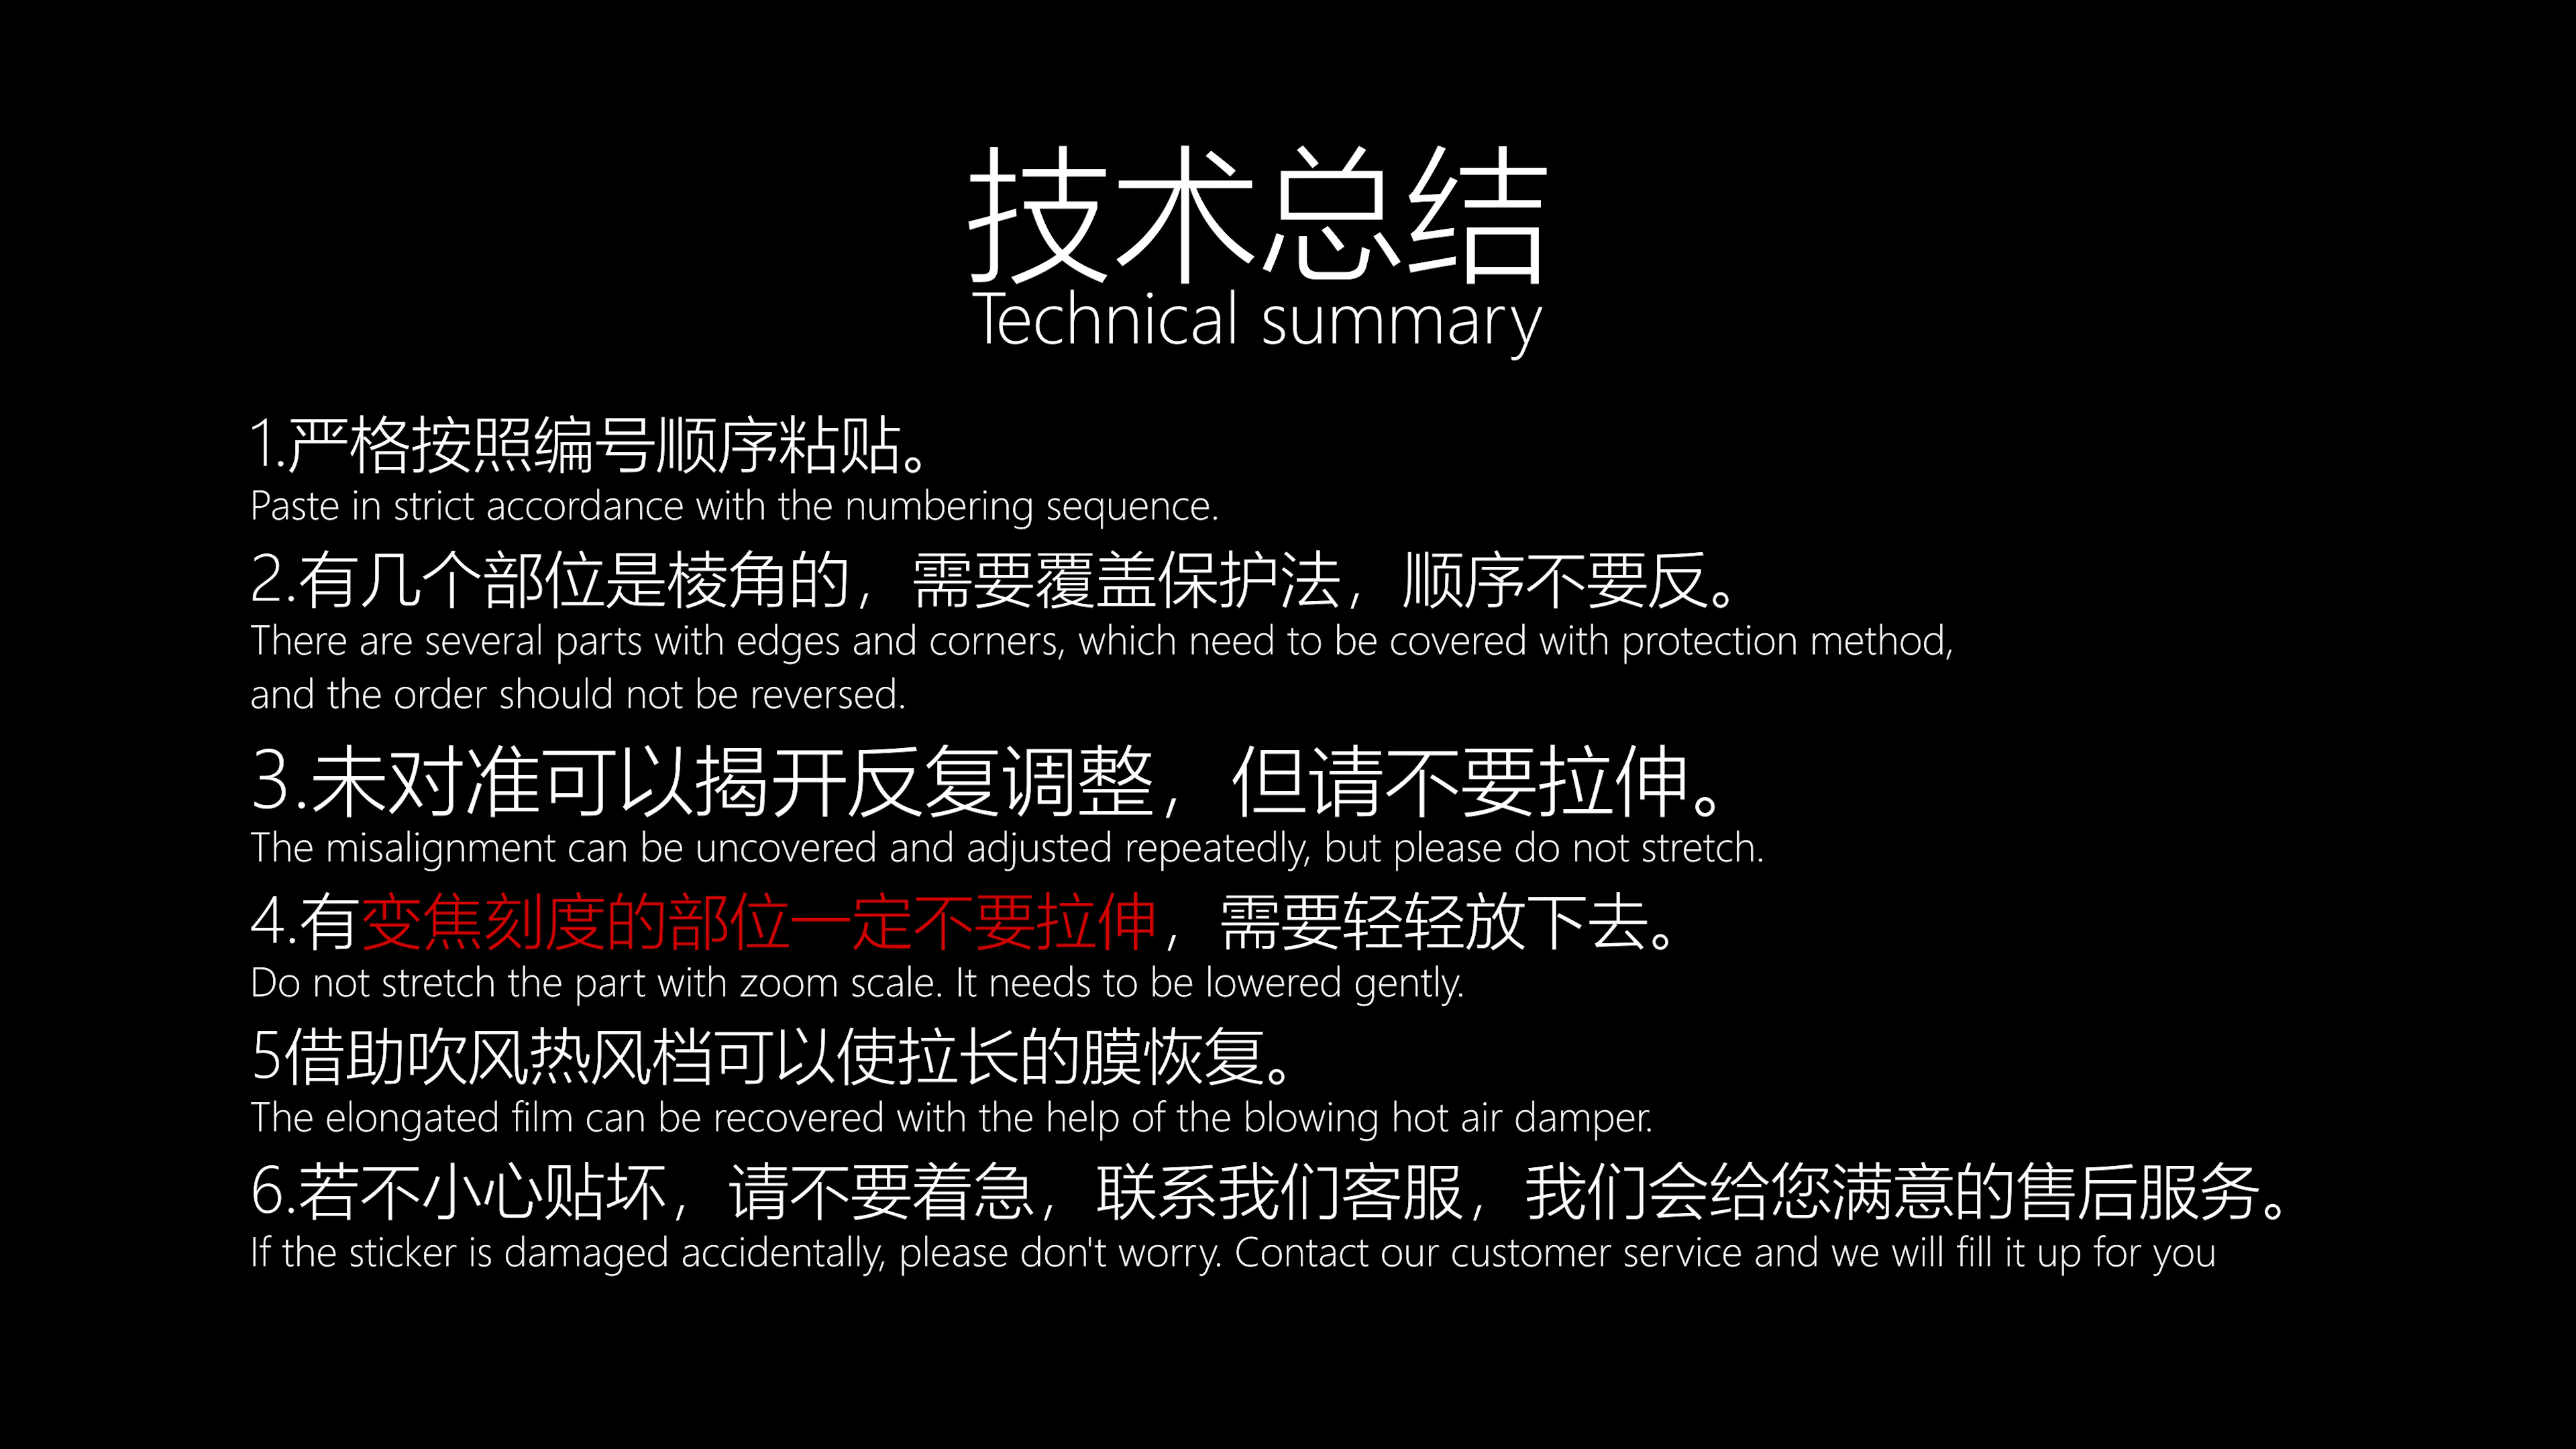 技术总结
Technical summary
1.严格按照编号顺序粘贴。
Paste in strict accordance with the numbering sequence.
2.有几个部位是棱角的，需要覆盖保护法，顺序不要反。
There are several parts with edges and corners, which need to be covered with protection method,
and the order should not be reversed.
3.未对准可以揭开反复调整，但请不要拉伸。
The misalignment can be uncovered and adjusted repeatedly, but please do not stretch.
4.有变焦刻度的部位一定不要拉伸，需要轻轻放下去。
Do not stretch the part with zoom scale. It needs to be lowered gently.
5借助吹风热风档可以使拉长的膜恢复。
The elongated film can be recovered with the help of the blowing hot air damper.
6.若不小心贴坏，请不要着急，联系我们客服，我们会给您满意的售后服务。
If the sticker is damaged accidentally, please don't worry. Contact our customer service and we will fill it up for you